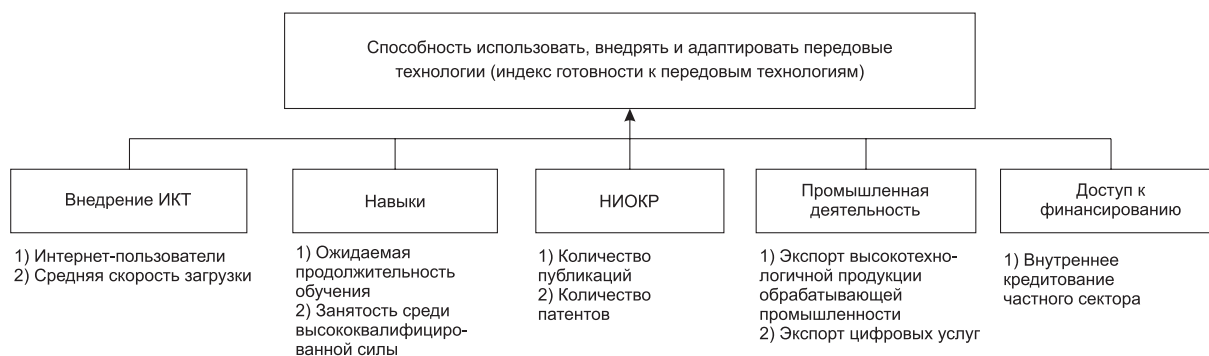 Способность использовать, внедрять и адаптировать передовые
технологии (индекс готовности к передовым технологиям)
Внедрение ИКТ
1) Интернет-пользователи
2) Средняя скорость загрузки
Навыки
1) Ожидаемая
продолжительность
обучения
2) Занятость среди
высококвалифициро-
ванной силы
НИОКР
1) Количество
публикаций
2) Количество
патентов
Промышленная
деятельность
1) Экспорт высокотехно-
логичной продукции
обрабатывающей
промышленности
2) Экспорт цифровых услуг
Доступ к
финансированию
1) Внутреннее
кредитование
частного сектора